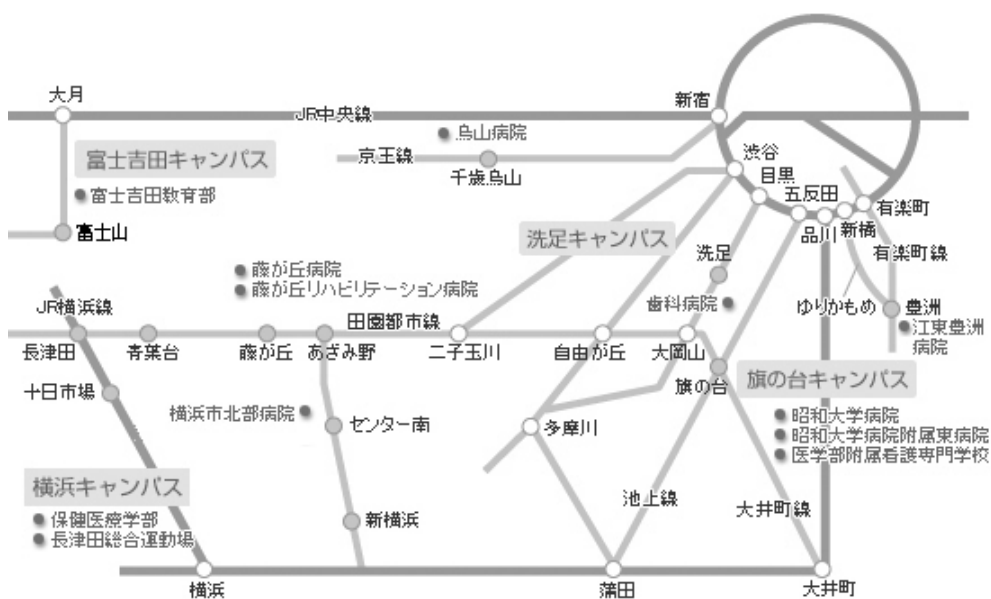 大月
JR中央線
新宿
烏山病院
京王線
千歳烏山
富士吉田キャンパス
富士吉田教育部
富士山
渋谷
目黒
五反田
品川
新橋
有楽町
有楽町線
ゆりかもめ
豊洲
江東豊洲
病院
洗足キャンパス
洗足
歯科病院
藤が丘病院
藤が丘リハビリテーション病院
JR横浜線
田園都市線
長津田
青葉台
藤が丘
あざみ野
二子玉川
自由が丘
大岡山
旗の台
旗の台キャンパス
昭和大学病院
昭和大学病院附属東病院
医学部附属看護専門学校
十日市場
横浜市北部病院
センター南
多摩川
横浜キャンパス
保健医療学部
長津田総合運動場
新横浜
池上線
大井町線
横浜
蒲田
大井町